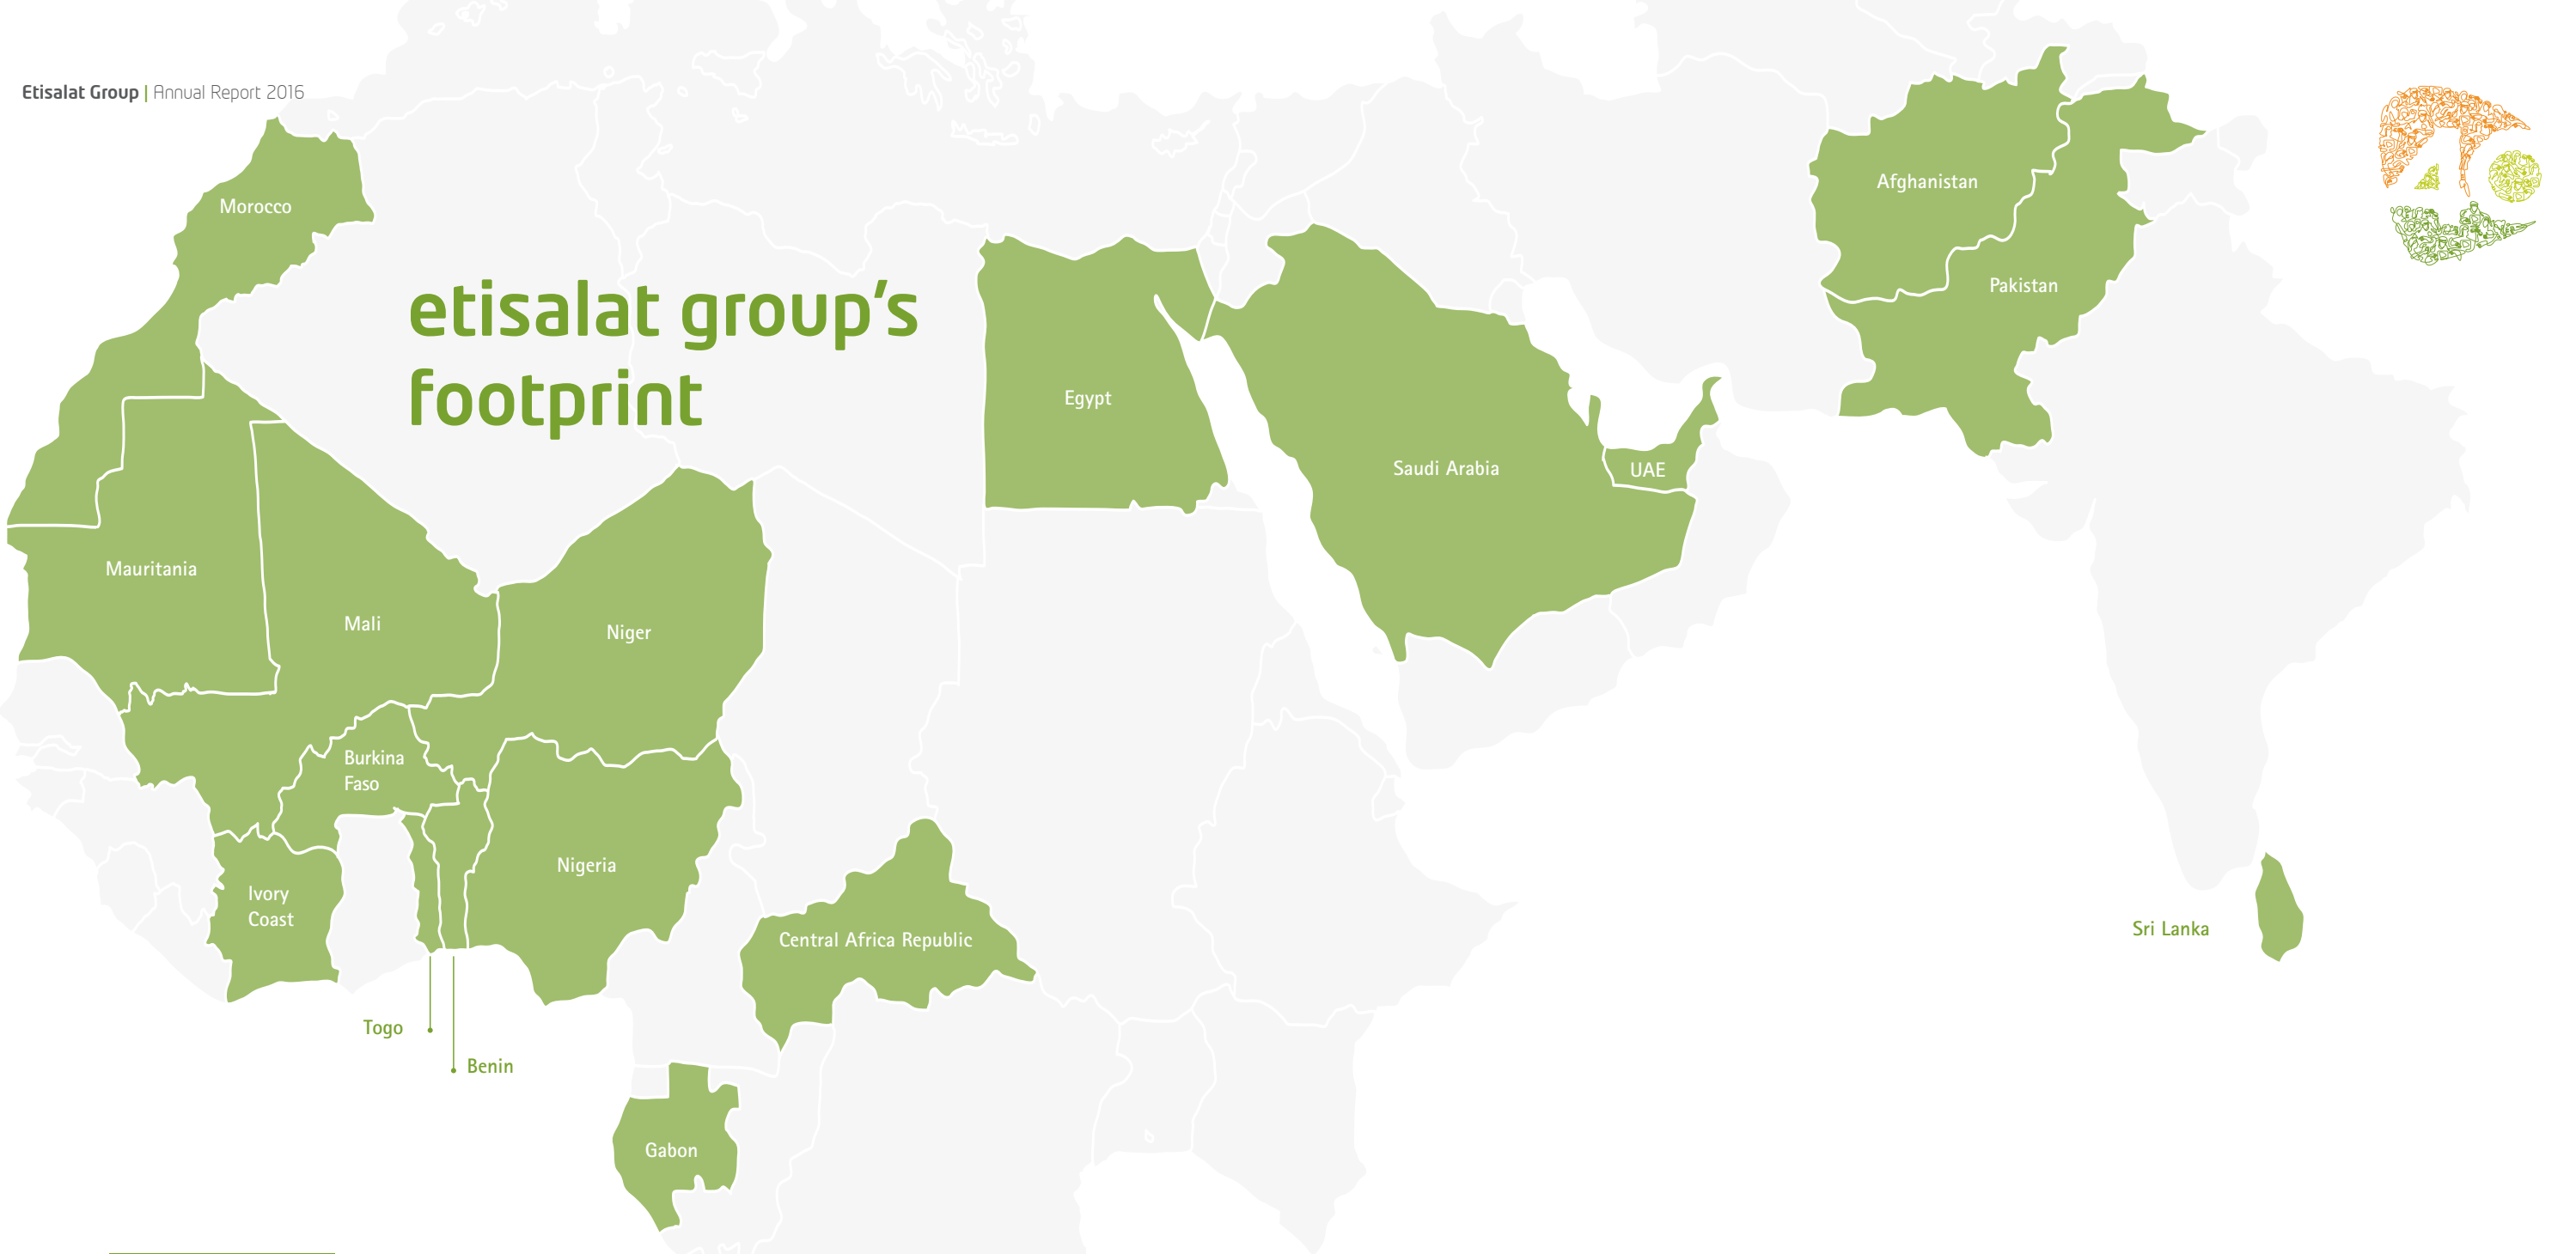 Etisalat Group | Annual Report 2016
etisalat group’s
footprint
Morocco
Afghanistan
Pakistan
Egypt
Saudi Arabia
UAE
Mauritania
Mali
Niger
Burkina
Faso
Nigeria
Ivory
Coast
Central Africa Republic
Sri Lanka
Togo
Benin
Gabon